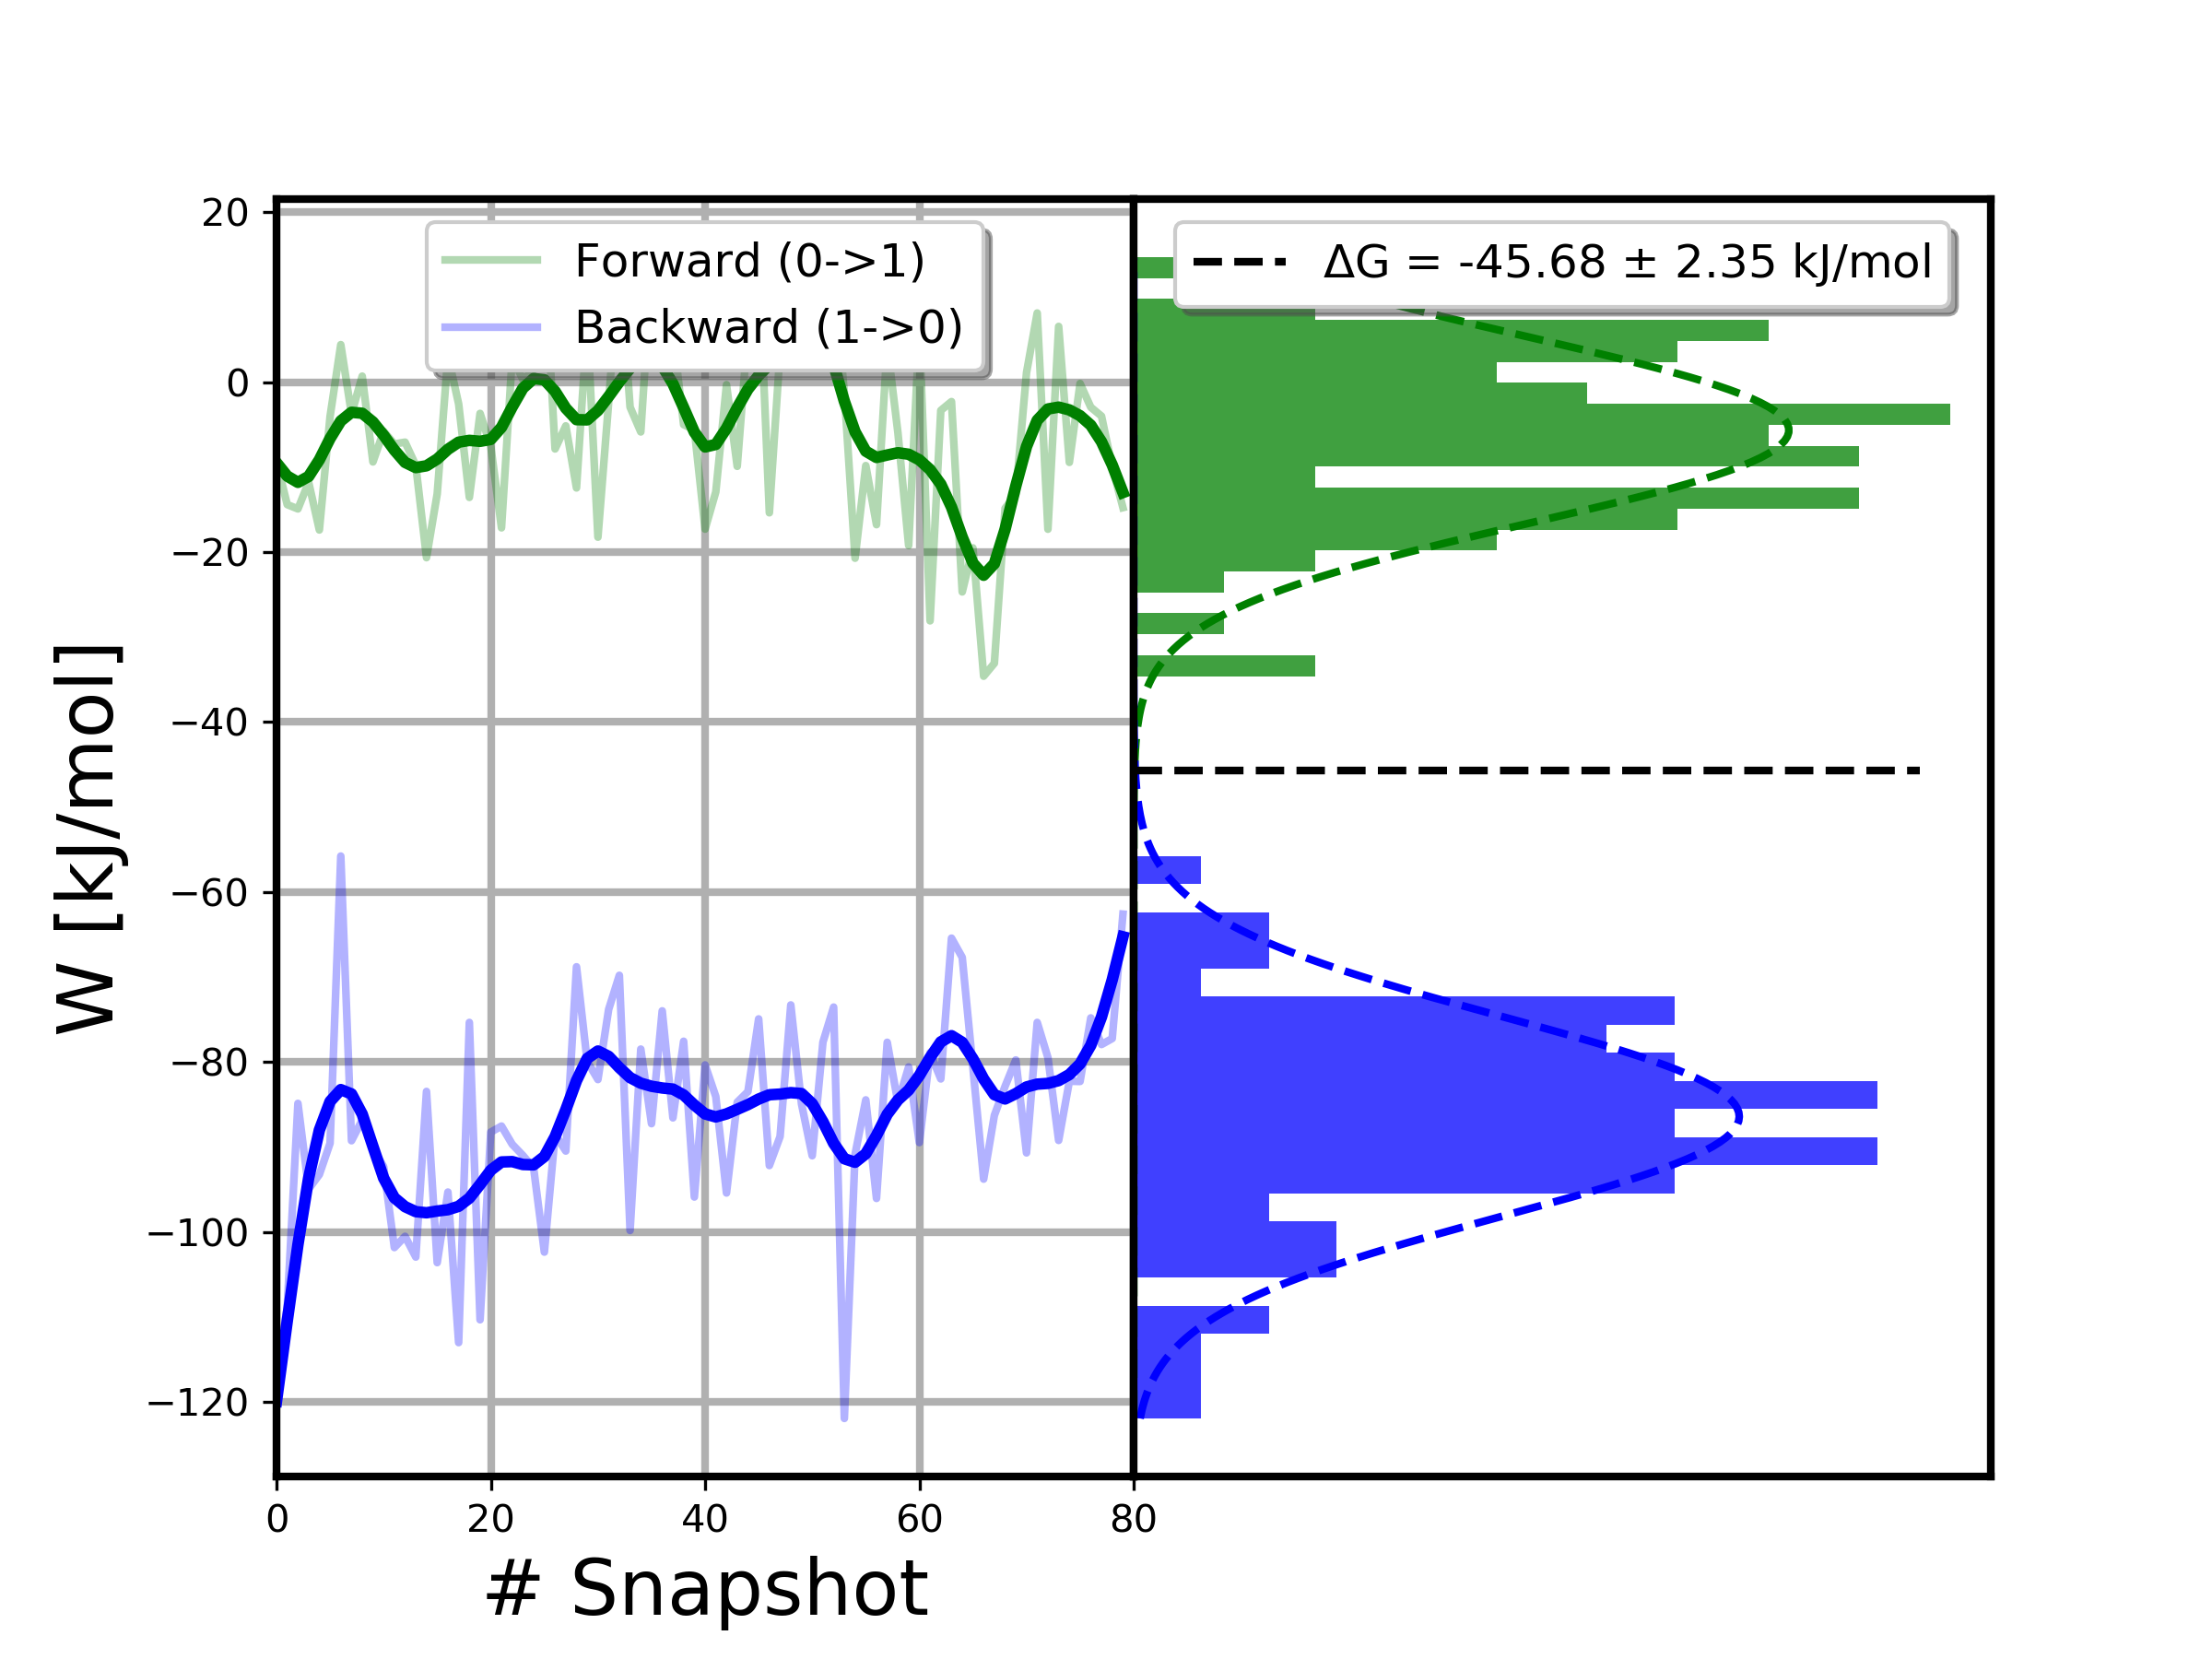 20
0
−20
−40
−60
−80
−100
−120
W [kJ/mol]
Forward (0->1)
Backward (1->0)
ΔG = -45.68 ± 2.35 kJ/mol
0 20 40 60 80
# Snapshot